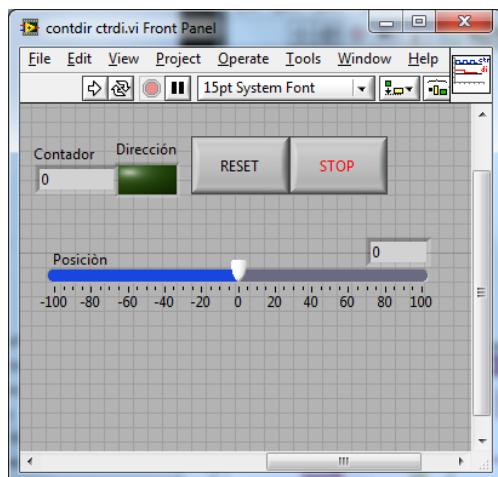 contdir ctrdi.vi Front Panel
File Edit View Project Operate Tools Window Help
15pt System Font
Contador
Dirección
0
RESET
STOP
Posiciòn
0
-100 -80 -60 -40 -20 0 20 40 60 80 100